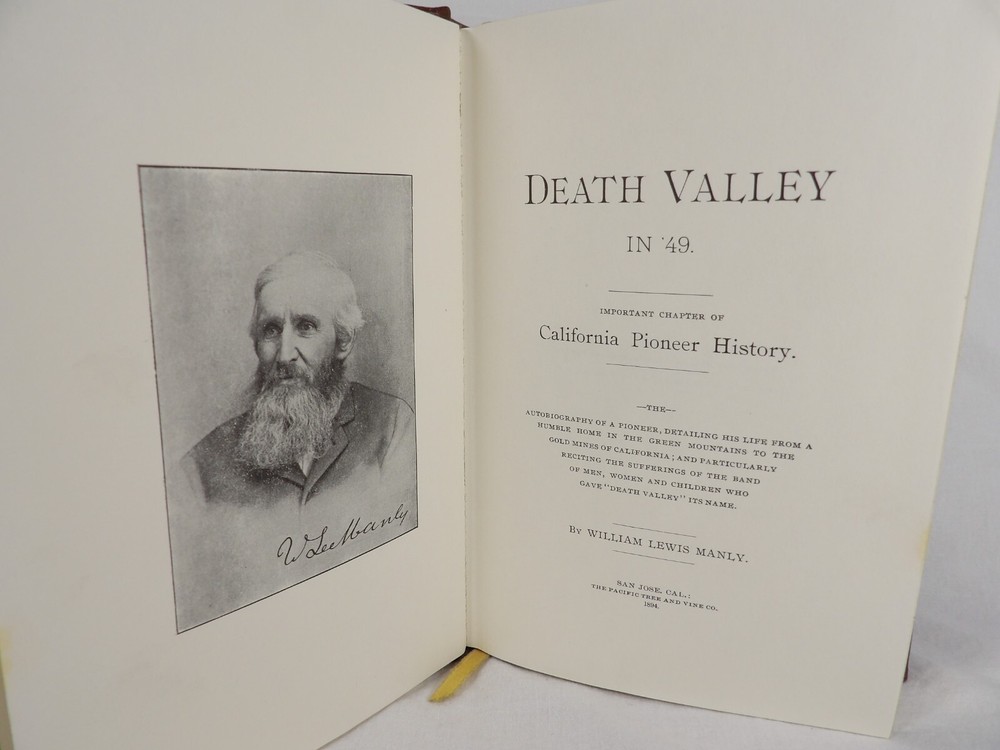 W Lee Manly
DEATH VALLEY
IN '49.
IMPORTANT CHAPTER OF
California Pioneer History.
—THE—
AUTOBIOGRAPHY OF A PIONEER, DETAILING HIS LIFE FROM A
HUMBLE HOME IN THE GREEN MOUNTAINS TO THE
GOLD MINES OF CALIFORNIA; AND PARTICULARLY
RECITING THE SUFFERINGS OF THE BAND
OF MEN, WOMEN AND CHILDREN WHO
GAVE "DEATH VALLEY" ITS NAME.
BY WILLIAM LEWIS MANLY.
SAN JOSE, CAL.:
THE PACIFIC TREE AND VINE CO.
1894.